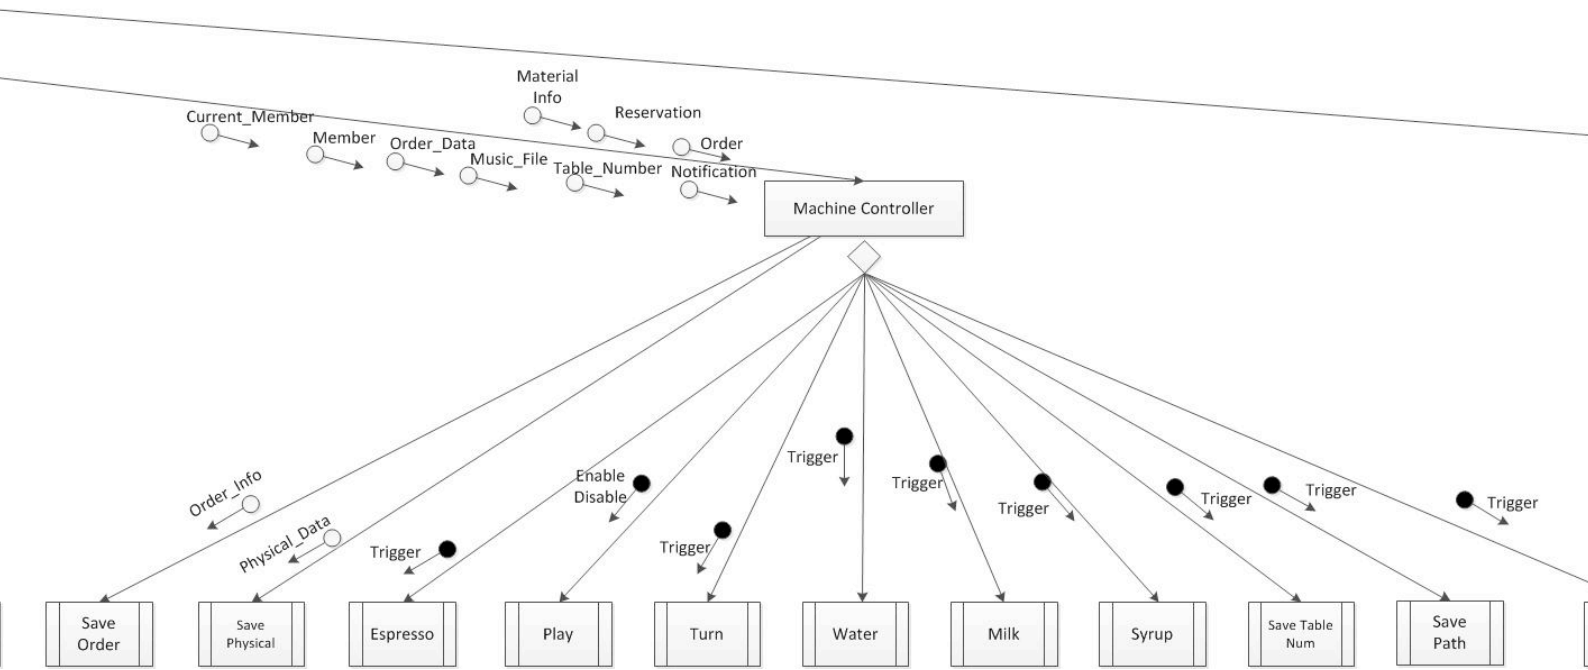 Material
Info
Reservation
Current_Member
Member
Order_Data
Order
Music_File
Table_Number
Notification
Machine Controller
Order_Info
Physical_Data
Trigger
Enable
Disable
Trigger
Trigger
Trigger
Trigger
Trigger
Trigger
Trigger
Save
Order
Save
Physical
Espresso
Play
Turn
Water
Milk
Syrup
Save Table
Num
Save
Path